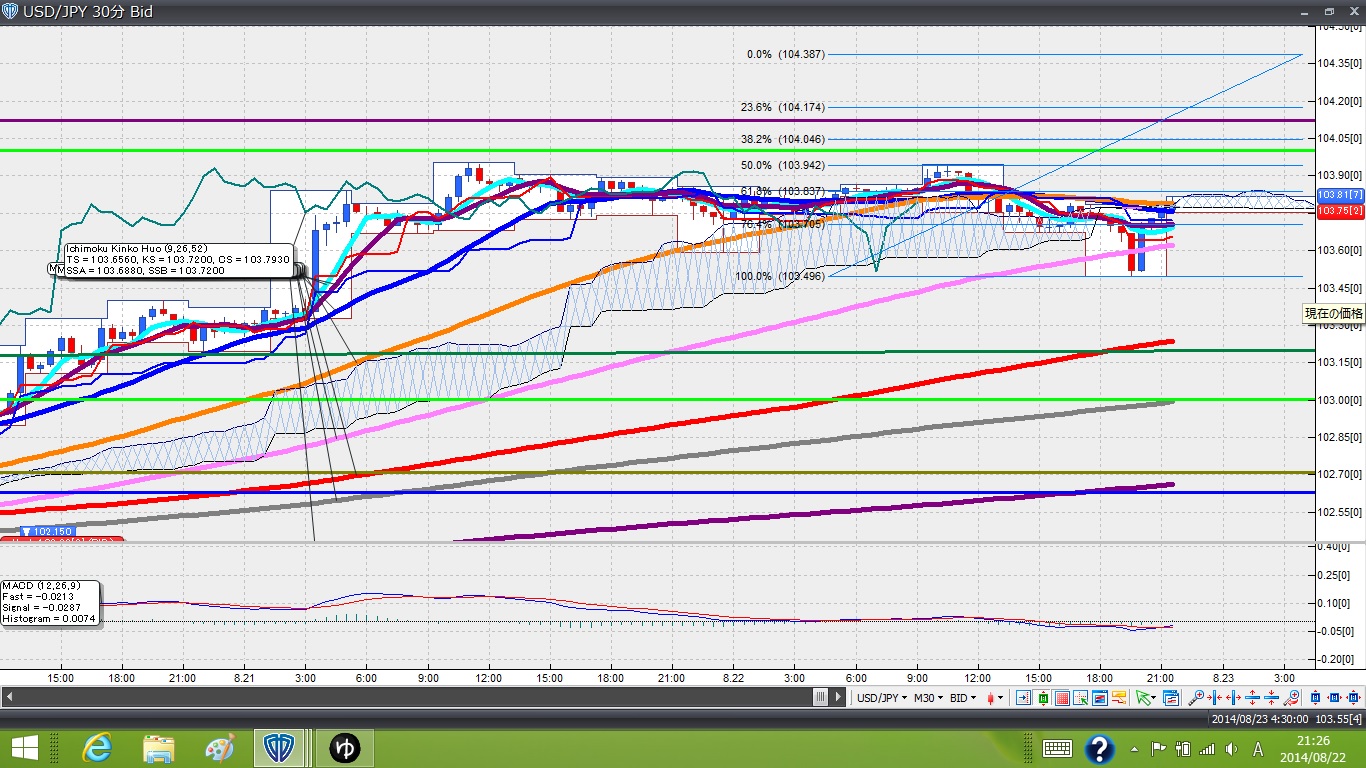 USD/JPY 30分 Bid
104.50[0]
0.0% (104.387)
104.35[0]
23.6% (104.174)
104.20[0]
38.2% (104.046)
104.05[0]
50.0% (103.942)
103.90[0]
61.8% (103.837)
103.81[7]
103.75[2]
76.4% (103.705)
Ichimoku Kinko Huo (9,26,52)
TS = 103.6560, KS = 103.7200, CS = 103.7930
SSA = 103.6880, SSB = 103.7200
103.60[0]
100.0% (103.496)
103.45[0]
現在の価格
103.30[0]
103.15[0]
103.00[0]
102.85[0]
102.70[0]
102.55[0]
▼ 102.150
0.40[0]
MACD (12,26,9)
Fast = -0.0213
Signal = -0.0287
Histogram = 0.0074
0.25[0]
0.10[0]
-0.05[0]
-0.20[0]
15:00 18:00 21:00 8.21 3:00 6:00 9:00 12:00 15:00 18:00 21:00 8.22 3:00 6:00 9:00 12:00 15:00 18:00 21:00 8.23 3:00
USD/JPY M30 BID
2014/08/23 4:30:00 103.55[4]
ゆ
A
21:26
2014/08/22